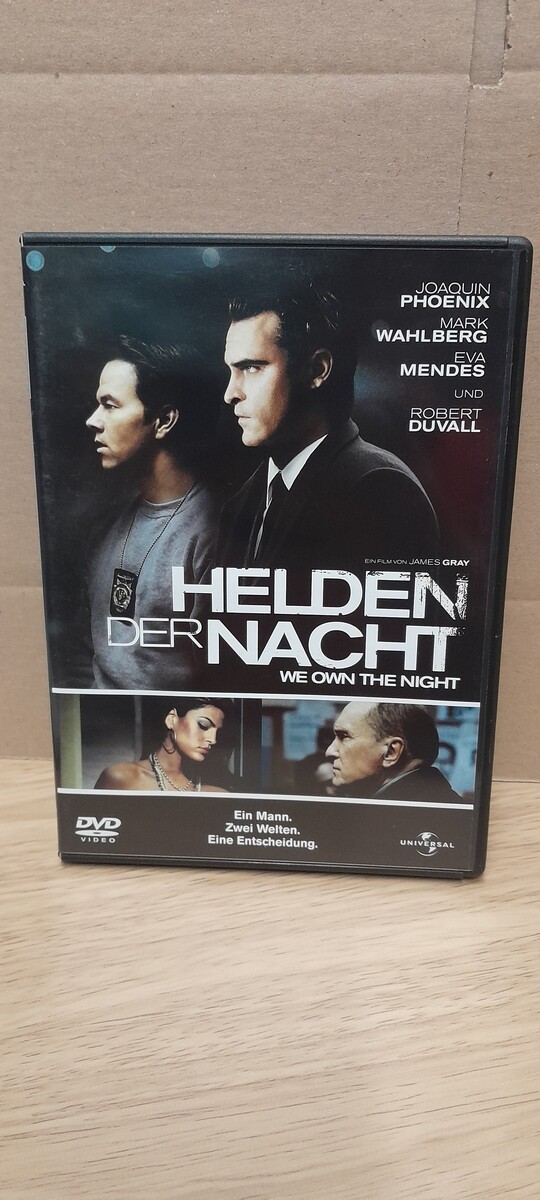 JOAQUIN
PHOENIX
MARK
WAHLBERG
EVA
MENDES
UND
ROBERT
DUVALL
EIN FILM VON JAMES GRAY
HELDEN
DER NACHT
WE OWN THE NIGHT
Ein Mann.
Zwei Welten.
Eine Entscheidung.
DVD
VIDEO
UNIVERSAL